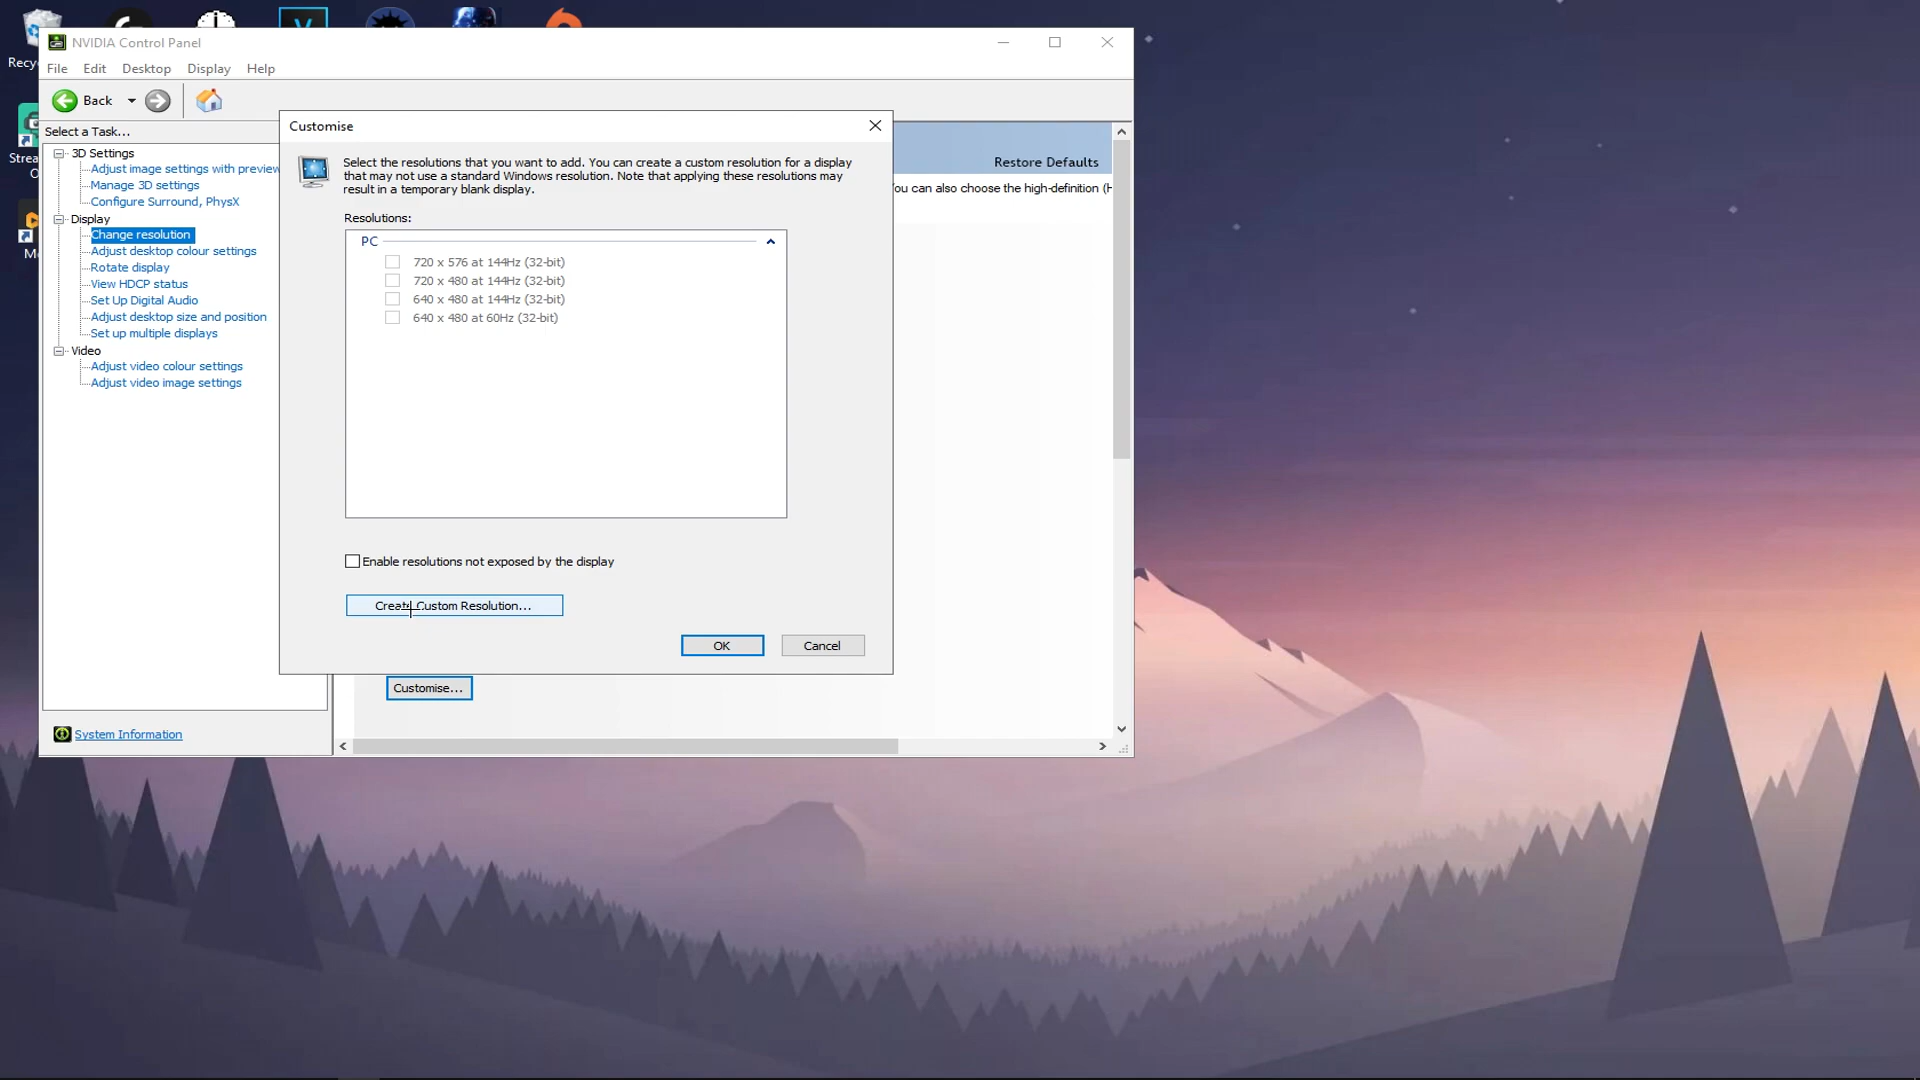 Recyc
NVIDIA Control Panel
File Edit Desktop Display Help
Back
Select a Task...
3D Settings
Adjust image settings with preview
Manage 3D settings
Configure Surround, PhysX
Display
Change resolution
Adjust desktop colour settings
Rotate display
View HDCP status
Set Up Digital Audio
Adjust desktop size and position
Set up multiple displays
Video
Adjust video colour settings
Adjust video image settings
System Information
Customise
Select the resolutions that you want to add. You can create a custom resolution for a display
that may not use a standard Windows resolution. Note that applying these resolutions may
result in a temporary blank display.
Resolutions:
PC
720 x 576 at 144Hz (32-bit)
720 x 480 at 144Hz (32-bit)
640 x 480 at 144Hz (32-bit)
640 x 480 at 60Hz (32-bit)
Enable resolutions not exposed by the display
Create Custom Resolution...
OK Cancel
Restore Defaults
ou can also choose the high-definition (H
Customise...